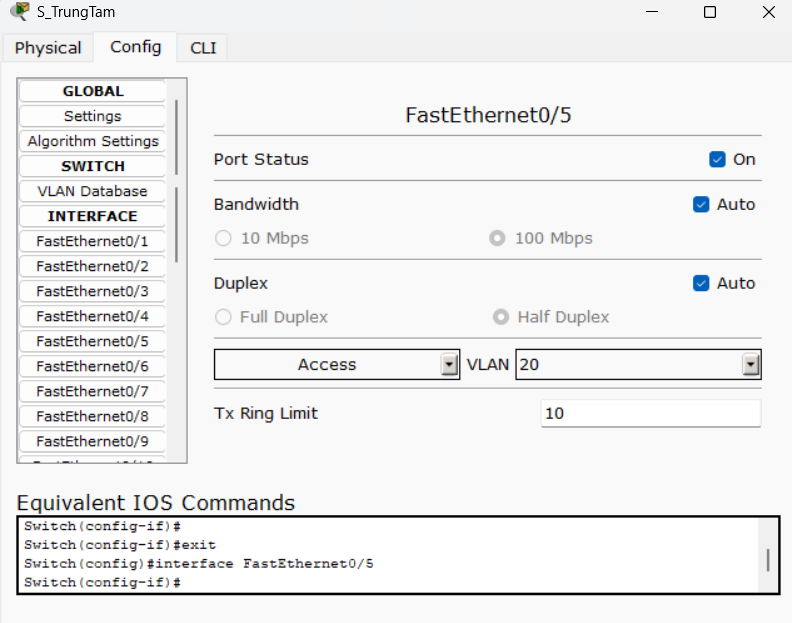 S_TrungTam
Physical Config CLI
GLOBAL
Settings
Algorithm Settings
SWITCH
VLAN Database
INTERFACE
FastEthernet0/1
FastEthernet0/2
FastEthernet0/3
FastEthernet0/4
FastEthernet0/5
FastEthernet0/6
FastEthernet0/7
FastEthernet0/8
FastEthernet0/9
FastEthernet0/5
Port Status On
Bandwidth Auto
10 Mbps 100 Mbps
Duplex Auto
Full Duplex Half Duplex
Access VLAN 20
Tx Ring Limit 10
Equivalent IOS Commands
Switch(config-if)#
Switch(config-if)#exit
Switch(config)#interface FastEthernet0/5
Switch(config-if)#